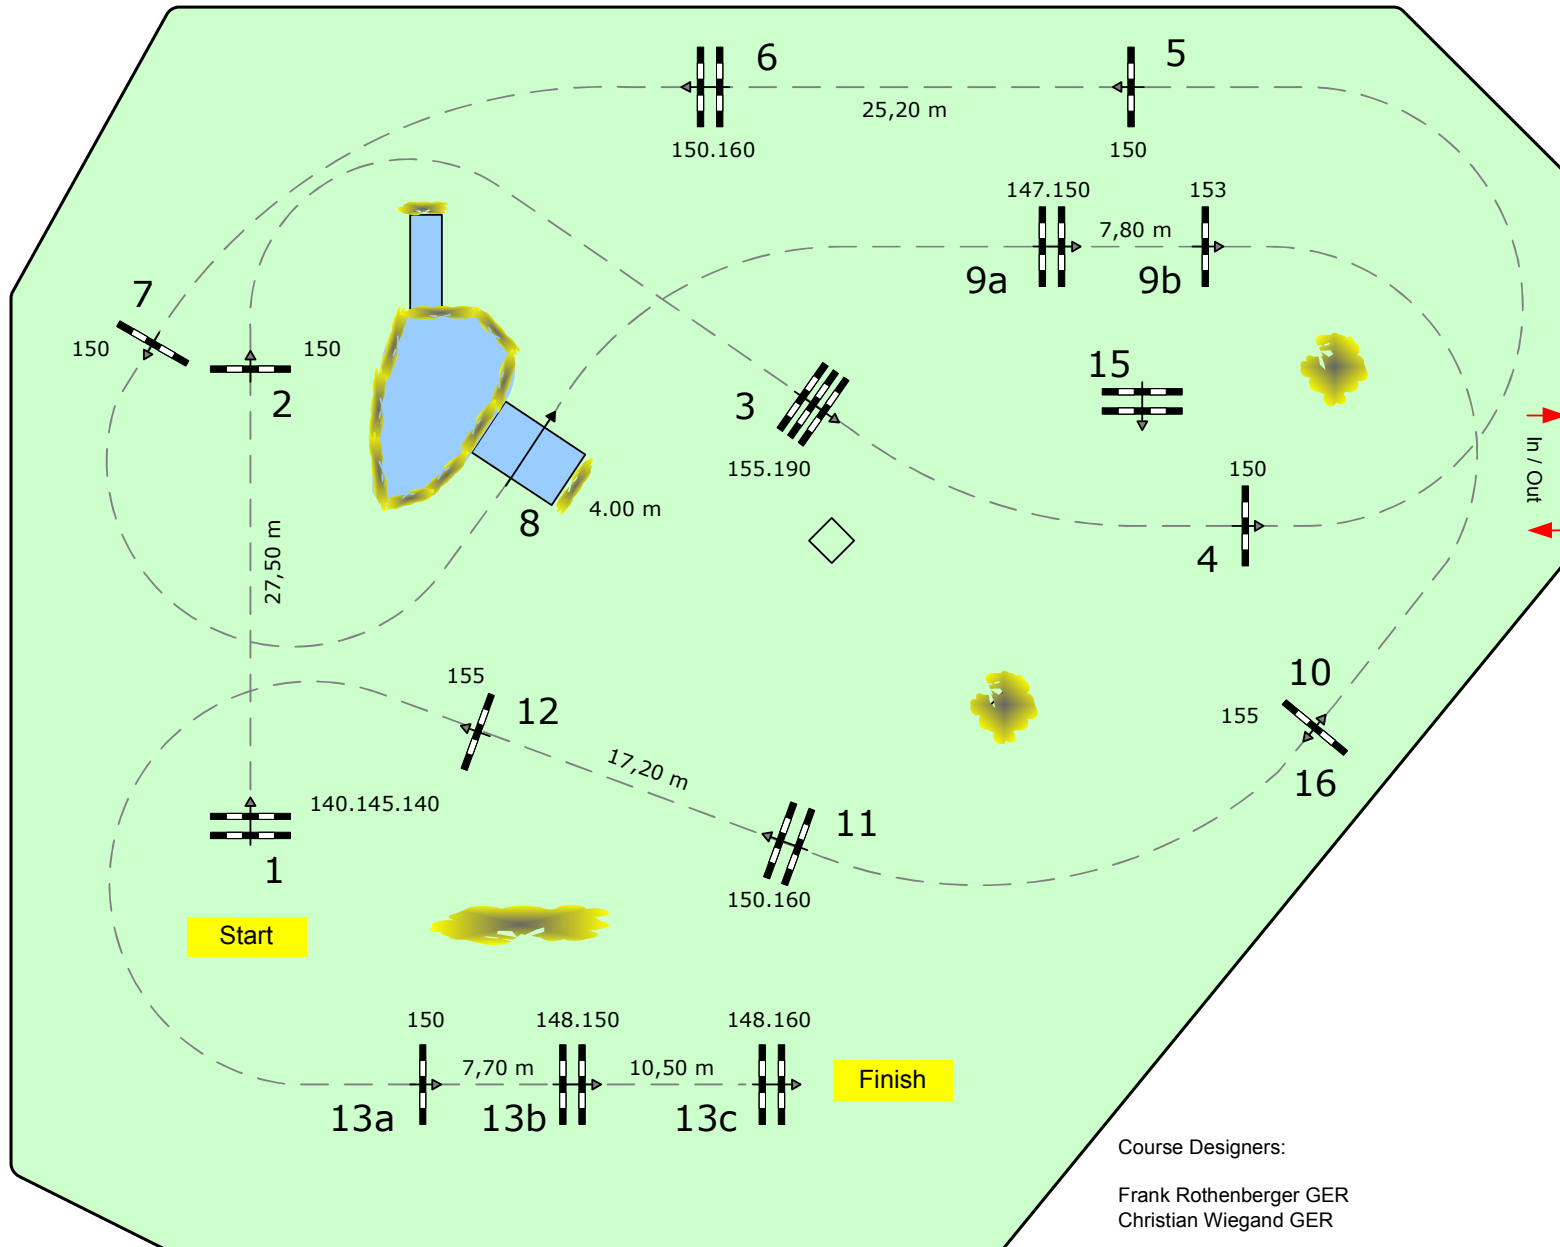 6
5
25,20 m
150.160
150
147.150
153
7,80 m
9a
9b
7
150
150
2
15
3
155.190
150
In / Out
4.00 m
8
4
27,50 m
10
155
155
12
16
17,20 m
140.145.140
11
1
150.160
Start
150
148.150
148.160
7,70 m
10,50 m
Finish
13a
13b
13c
Course Designers:
Frank Rothenberger GER
Christian Wiegand GER